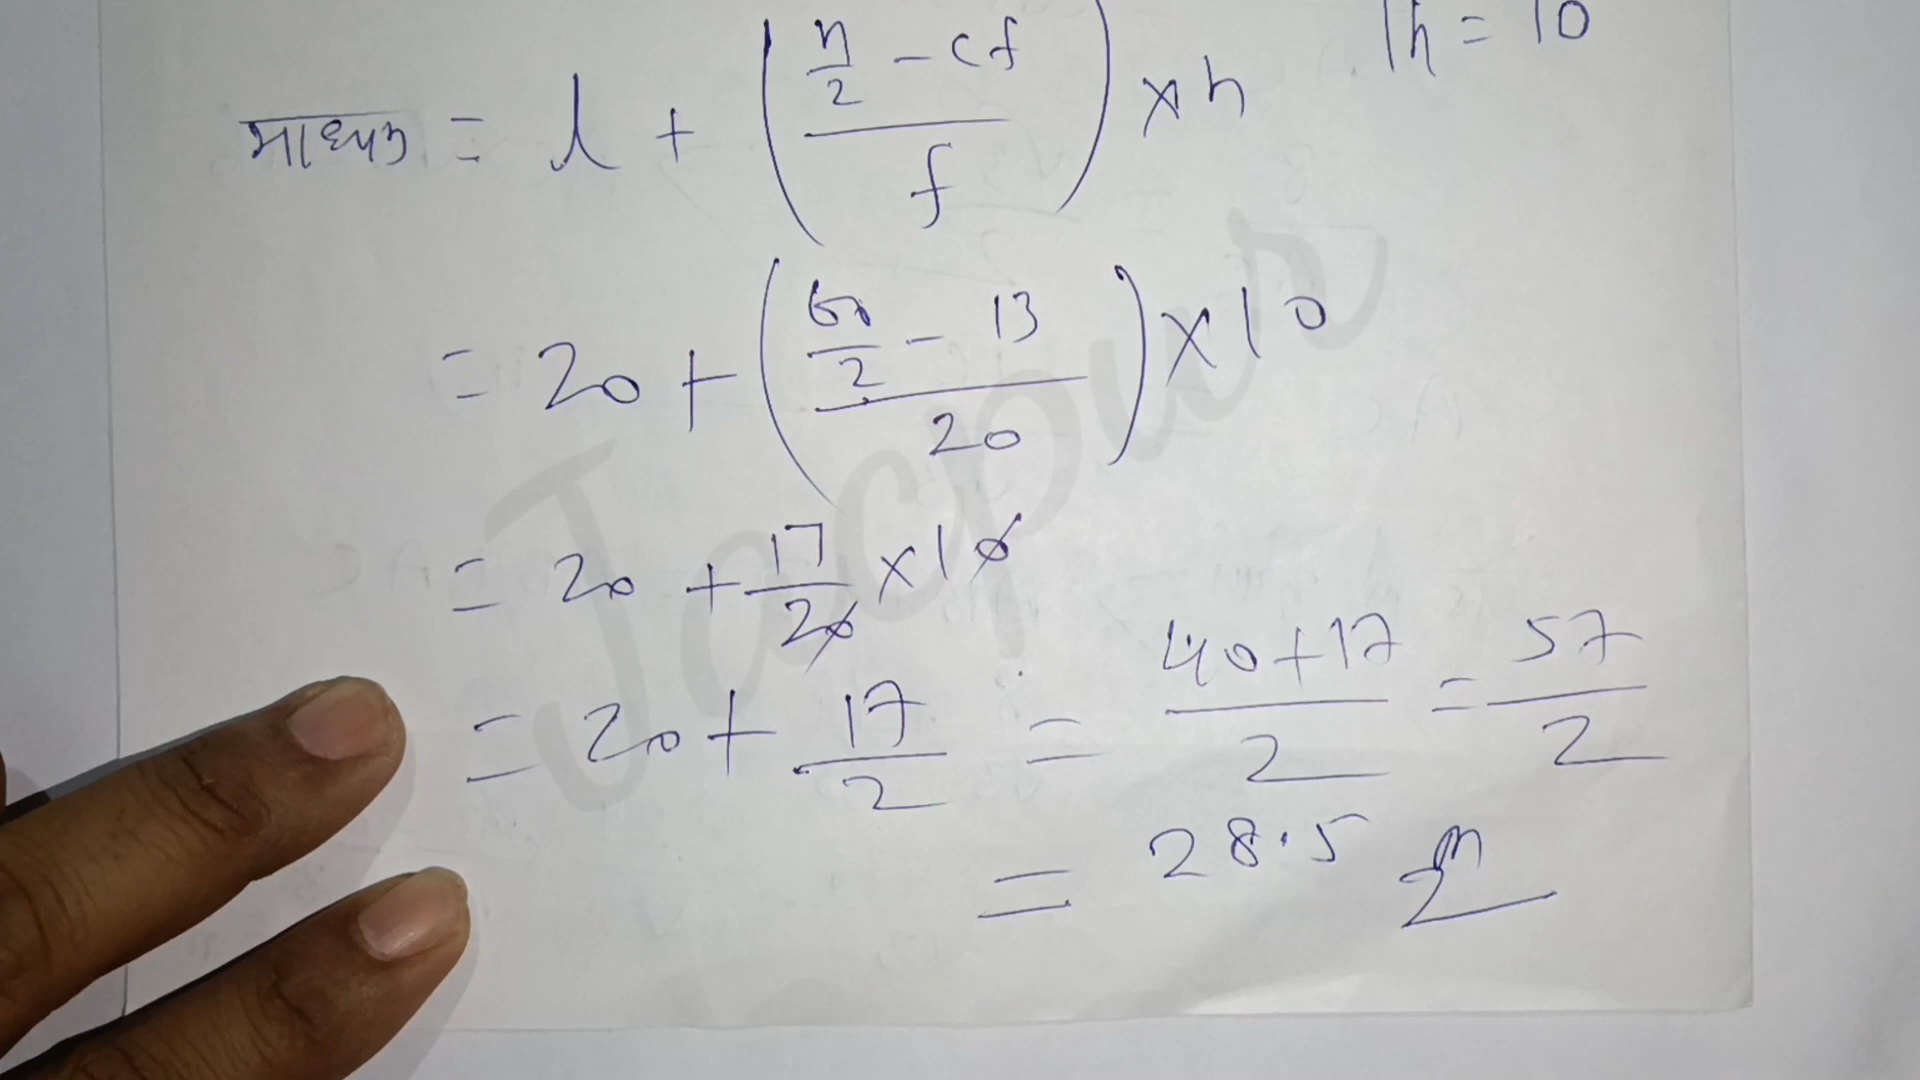 h = 10
माध्यक = l + ( (n/2 - cf) / f ) × h
= 20 + ( (60/2 - 13) / 20 ) × 10
= 20 + 17/20 × 10
= 20 + 17/2 = (40+17)/2 = 57/2
= 28.5
Jacpur